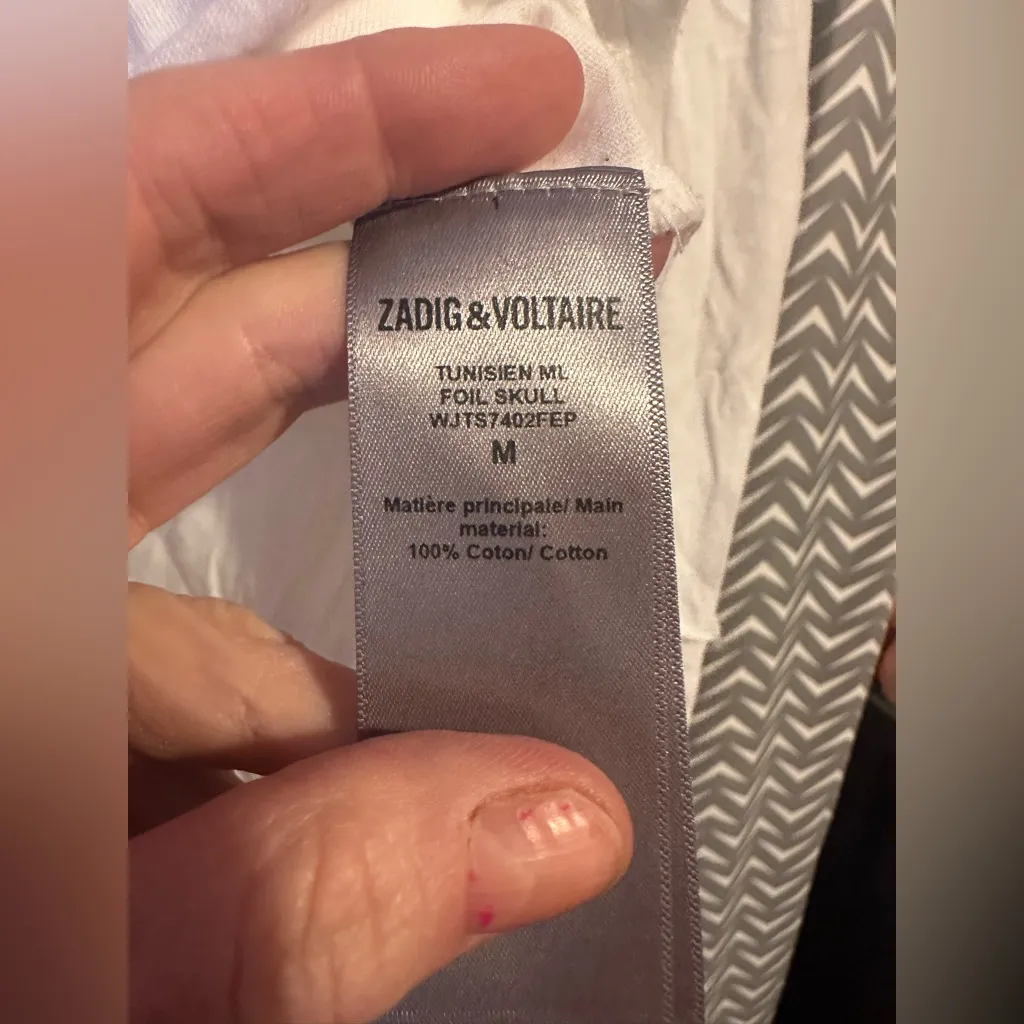 ZADIG&VOLTAIRE
TUNISIEN ML
FOIL SKULL
WJTS7402FEP
M
Matière principale/ Main
material:
100% Coton/ Cotton